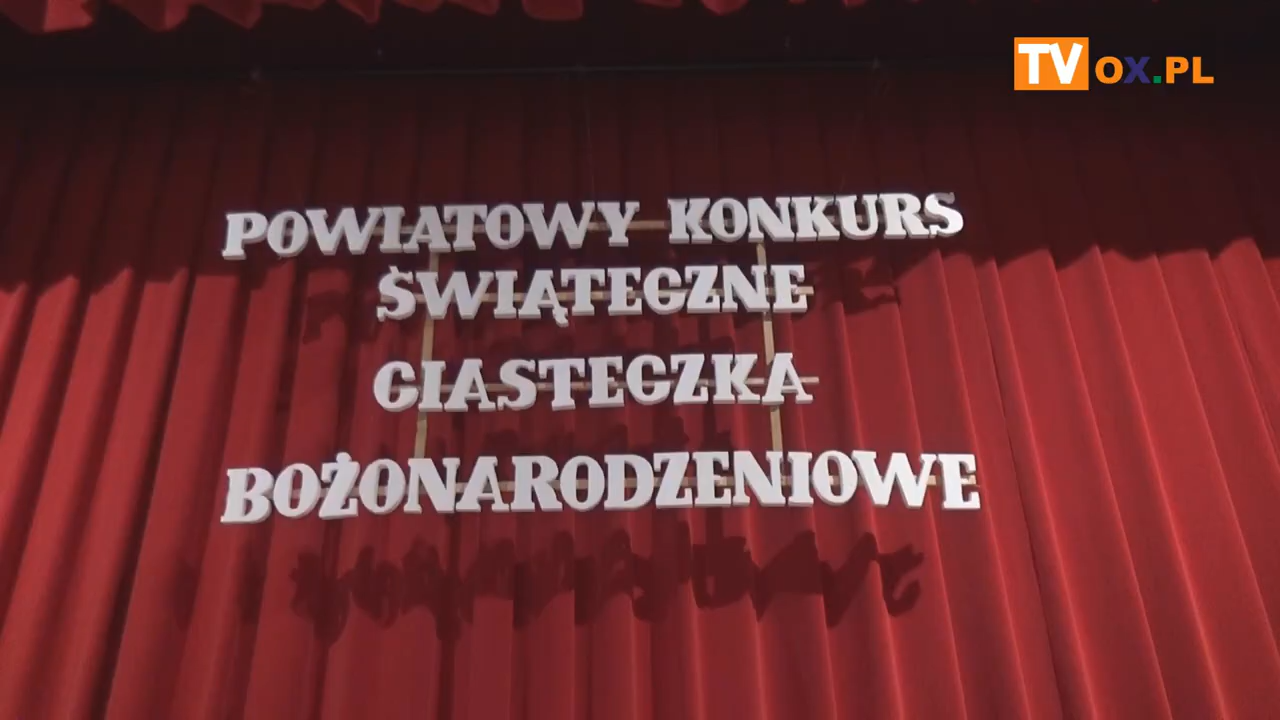 TVOX.PL
POWIATOWY KONKURS
ŚWIĄTECZNE
CIASTECZKA
BOŻONARODZENIOWE